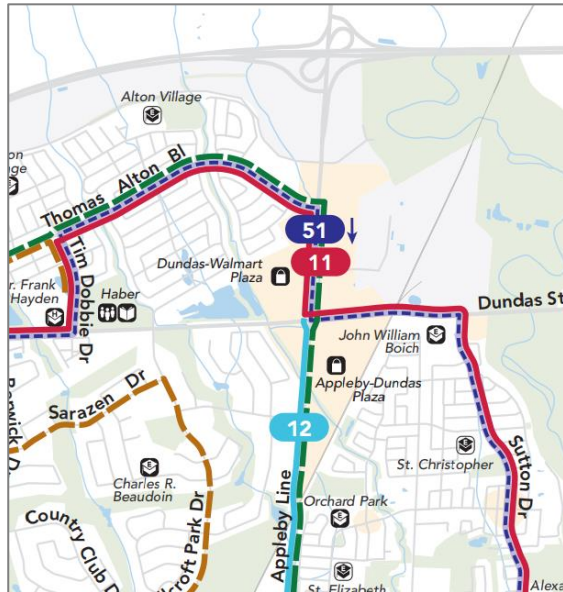 Alton Village
Thomas Alton Bl
51
11
Dundas-Walmart
Plaza
Tim Dobbie Dr
r. Frank
Hayden
Haber
Dundas St
John William
Boich
Appleby-Dundas
Plaza
Sarazen Dr
12
Charles R.
Beaudoin
Appleby Line
St. Christopher
Sutton Dr
Orchard Park
Country Club D
lcroft Park Dr
St. Elizabeth
Alexa